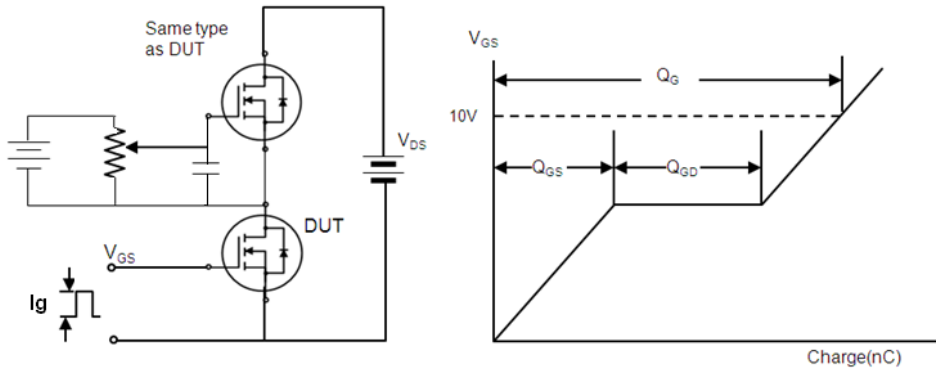 Same type
as DUT
V_DS
DUT
V_GS
Ig
V_GS
Q_G
10V
Q_GS
Q_GD
Charge(nC)